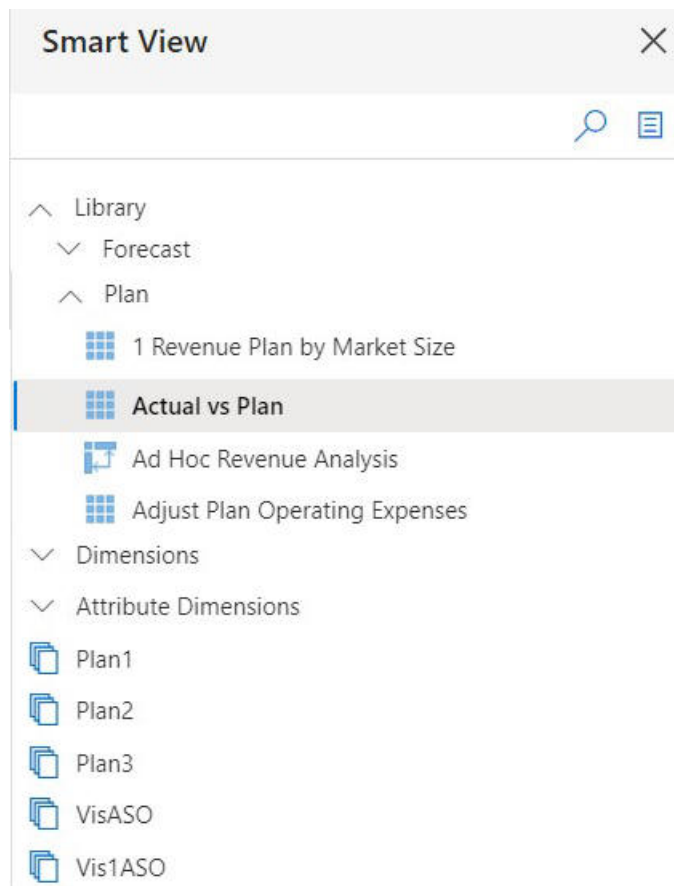 Smart View
Library
Forecast
Plan
1 Revenue Plan by Market Size
Actual vs Plan
Ad Hoc Revenue Analysis
Adjust Plan Operating Expenses
Dimensions
Attribute Dimensions
Plan1
Plan2
Plan3
VisASO
Vis1ASO